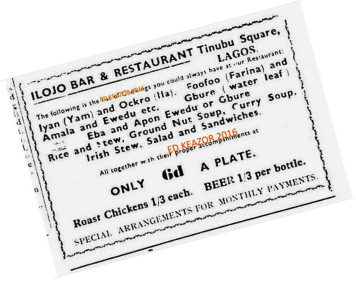 ILOJO BAR & RESTAURANT Tinubu Square,
LAGOS.
The following is the list of cookings you could always have at our Restaurant:
Iyan (Yam) and Ockro (Ila). Foofoo (Farina) and
Amala and Ewedu etc. Gbure (water leaf)
Eba and Apon Ewedu or Gbure
Rice and Stew, Ground Nut Soup, Curry Soup.
Irish Stew, Salad and Sandwiches.
ED KEAZOR 2016
All together with their proper accompaniments at
ONLY 6d A PLATE.
Roast Chickens 1/3 each. BEER 1/3 per bottle.
SPECIAL ARRANGEMENTS FOR MONTHLY PAYMENTS.